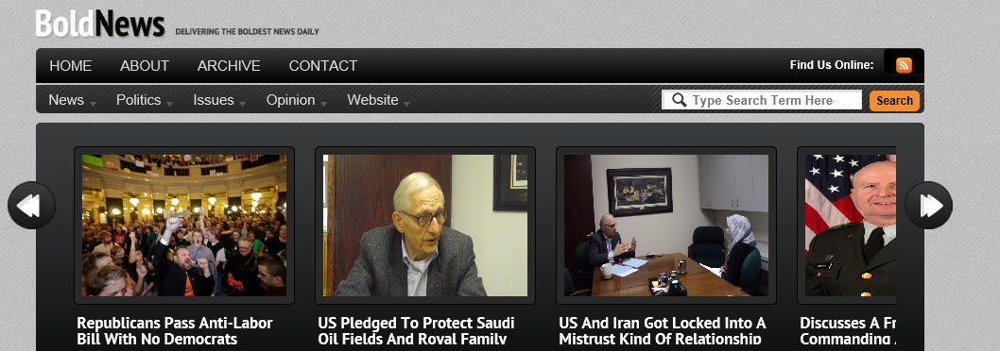 BoldNews DELIVERING THE BOLDEST NEWS DAILY
HOME ABOUT ARCHIVE CONTACT Find Us Online:
News Politics Issues Opinion Website Type Search Term Here Search
Republicans Pass Anti-Labor
Bill With No Democrats
US Pledged To Protect Saudi
Oil Fields And Royal Family
US And Iran Got Locked Into A
Mistrust Kind Of Relationship
Discusses A Fr
Commanding